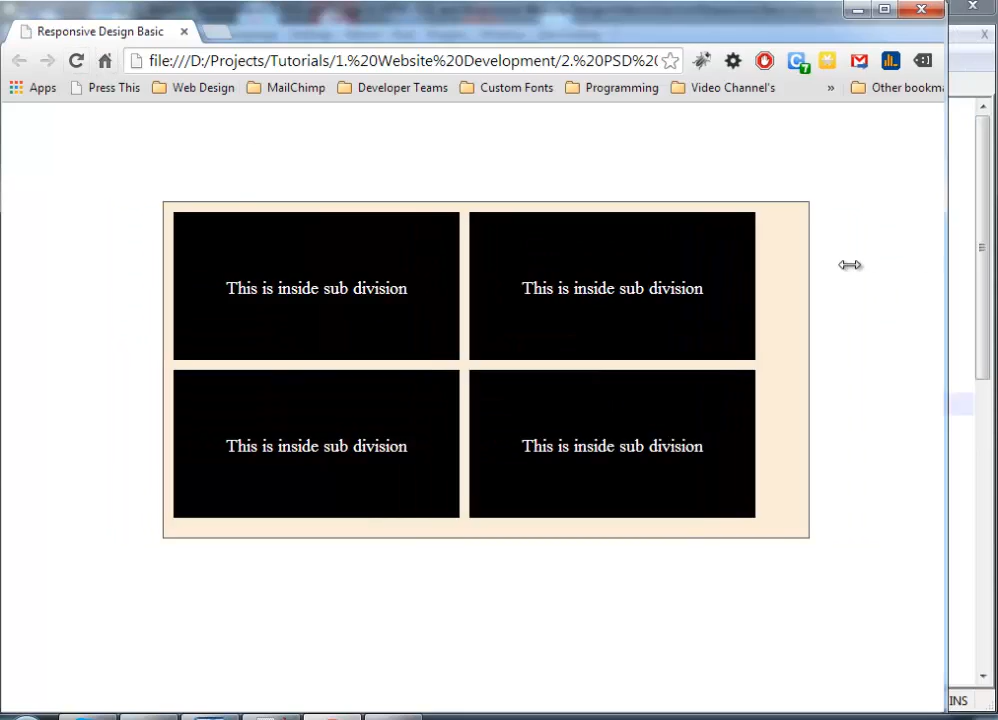 Responsive Design Basic
file:///D:/Projects/Tutorials/1.%20Website%20Development/2.%20PSD%2(
Apps Press This Web Design MailChimp Developer Teams Custom Fonts Programming Video Channel's » Other bookma
7
This is inside sub division This is inside sub division
This is inside sub division This is inside sub division
INS